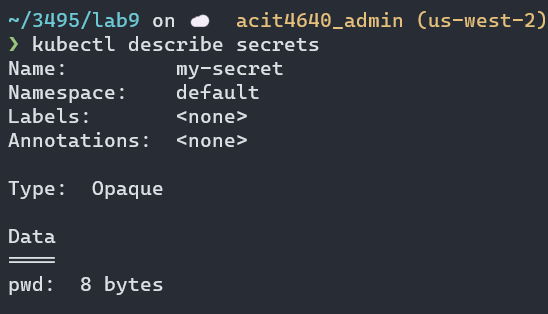 ~/3495/lab9 on ☁ acit4640_admin (us-west-2)
❯ kubectl describe secrets
Name:         my-secret
Namespace:    default
Labels:       <none>
Annotations:  <none>
Type:  Opaque
Data
====
pwd:  8 bytes